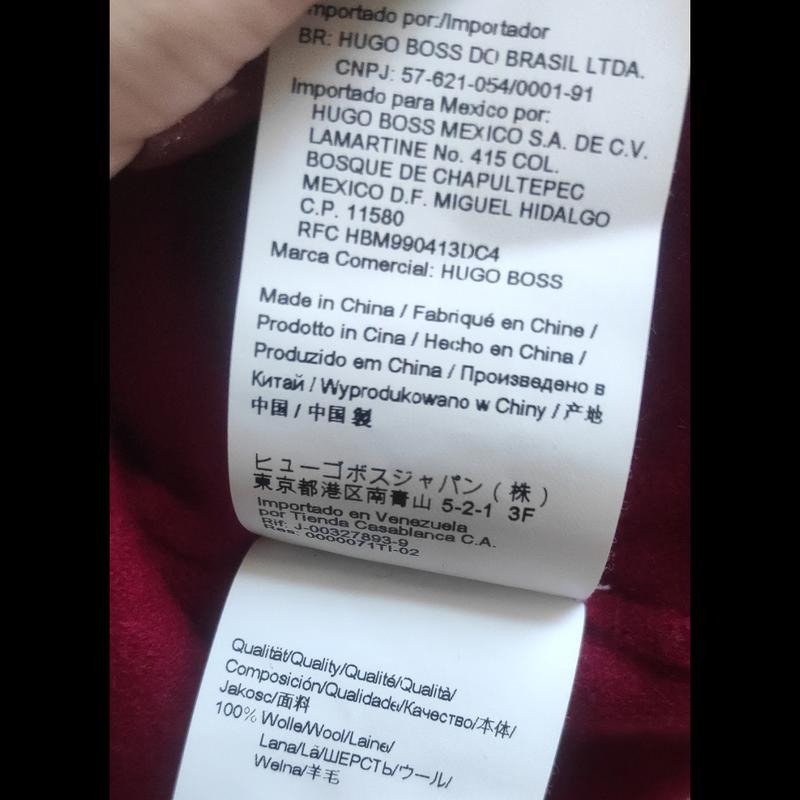 Importado por:/Importador
BR: HUGO BOSS DO BRASIL LTDA.
CNPJ: 57-621-054/0001-91
Importado para Mexico por:
HUGO BOSS MEXICO S.A. DE C.V.
LAMARTINE No. 415 COL.
BOSQUE DE CHAPULTEPEC
MEXICO D.F. MIGUEL HIDALGO
C.P. 11580
RFC HBM990413DC4
Marca Comercial: HUGO BOSS
Made in China / Fabriqué en Chine /
Prodotto in Cina / Hecho en China /
Produzido em China / Произведено в
Китай / Wyprodukowano w Chiny / 产地
中国 / 中国 製
ヒューゴボスジャパン ( 株 )
東京都港区南青山 5-2-1 3F
Importado en Venezuela
por Tienda Casablanca C.A.
Rif: J-00327893-9
Res: 0000071TI-02
Qualität/Quality/Qualité/Qualità/
Composición/Qualidade/Качество/本体/
Jakosc/面料
100% Wolle/Wool/Laine/
Lana/Lã/ШЕРСТЬ/ウール/
Welna/羊毛